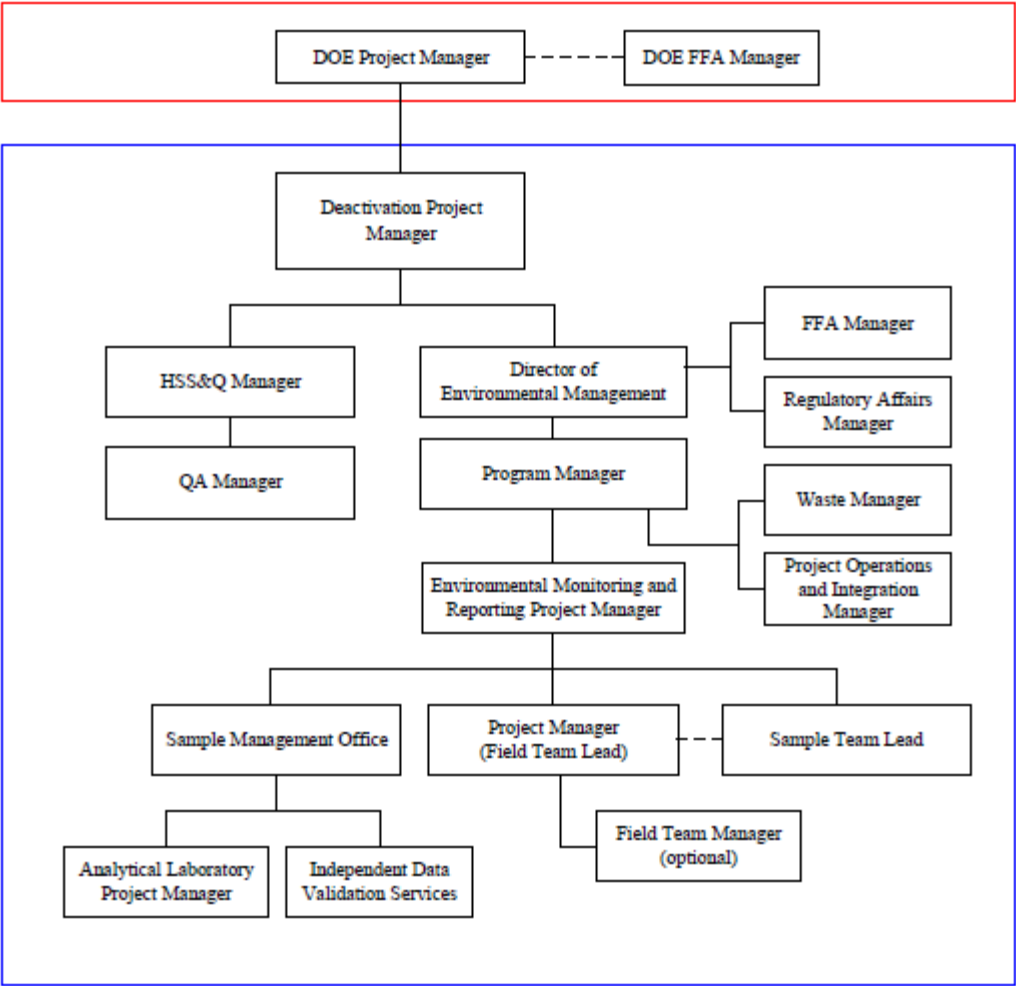 DOE Project Manager
DOE FFA Manager
Deactivation Project
Manager
FFA Manager
HSS&Q Manager
Director of
Environmental Management
Regulatory Affairs
Manager
QA Manager
Program Manager
Waste Manager
Project Operations
and Integration
Manager
Environmental Monitoring and
Reporting Project Manager
Sample Management Office
Project Manager
(Field Team Lead)
Sample Team Lead
Field Team Manager
(optional)
Analytical Laboratory
Project Manager
Independent Data
Validation Services